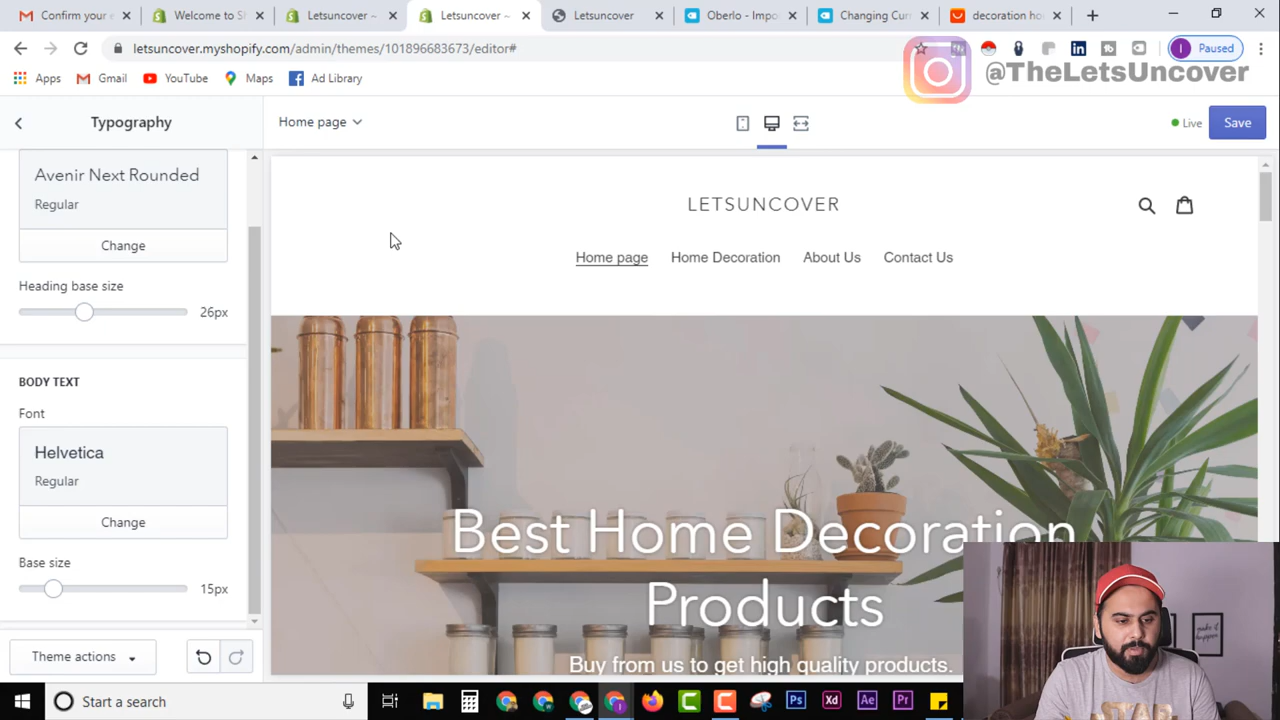 Confirm your e
Welcome to Sh
Letsuncover ~
Letsuncover ~
Letsuncover
Oberlo - Impo
Changing Curr
decoration ho
letsuncover.myshopify.com/admin/themes/101896683673/editor#
Paused
Apps
Gmail
YouTube
Maps
Ad Library
@TheLetsUncover
Typography
Home page
Live
Save
Avenir Next Rounded
Regular
Change
Heading base size
26px
BODY TEXT
Font
Helvetica
Regular
Change
Base size
15px
Theme actions
LETSUNCOVER
Home page
Home Decoration
About Us
Contact Us
Best Home Decoration
Products
Buy from us to get high quality products.
Start a search